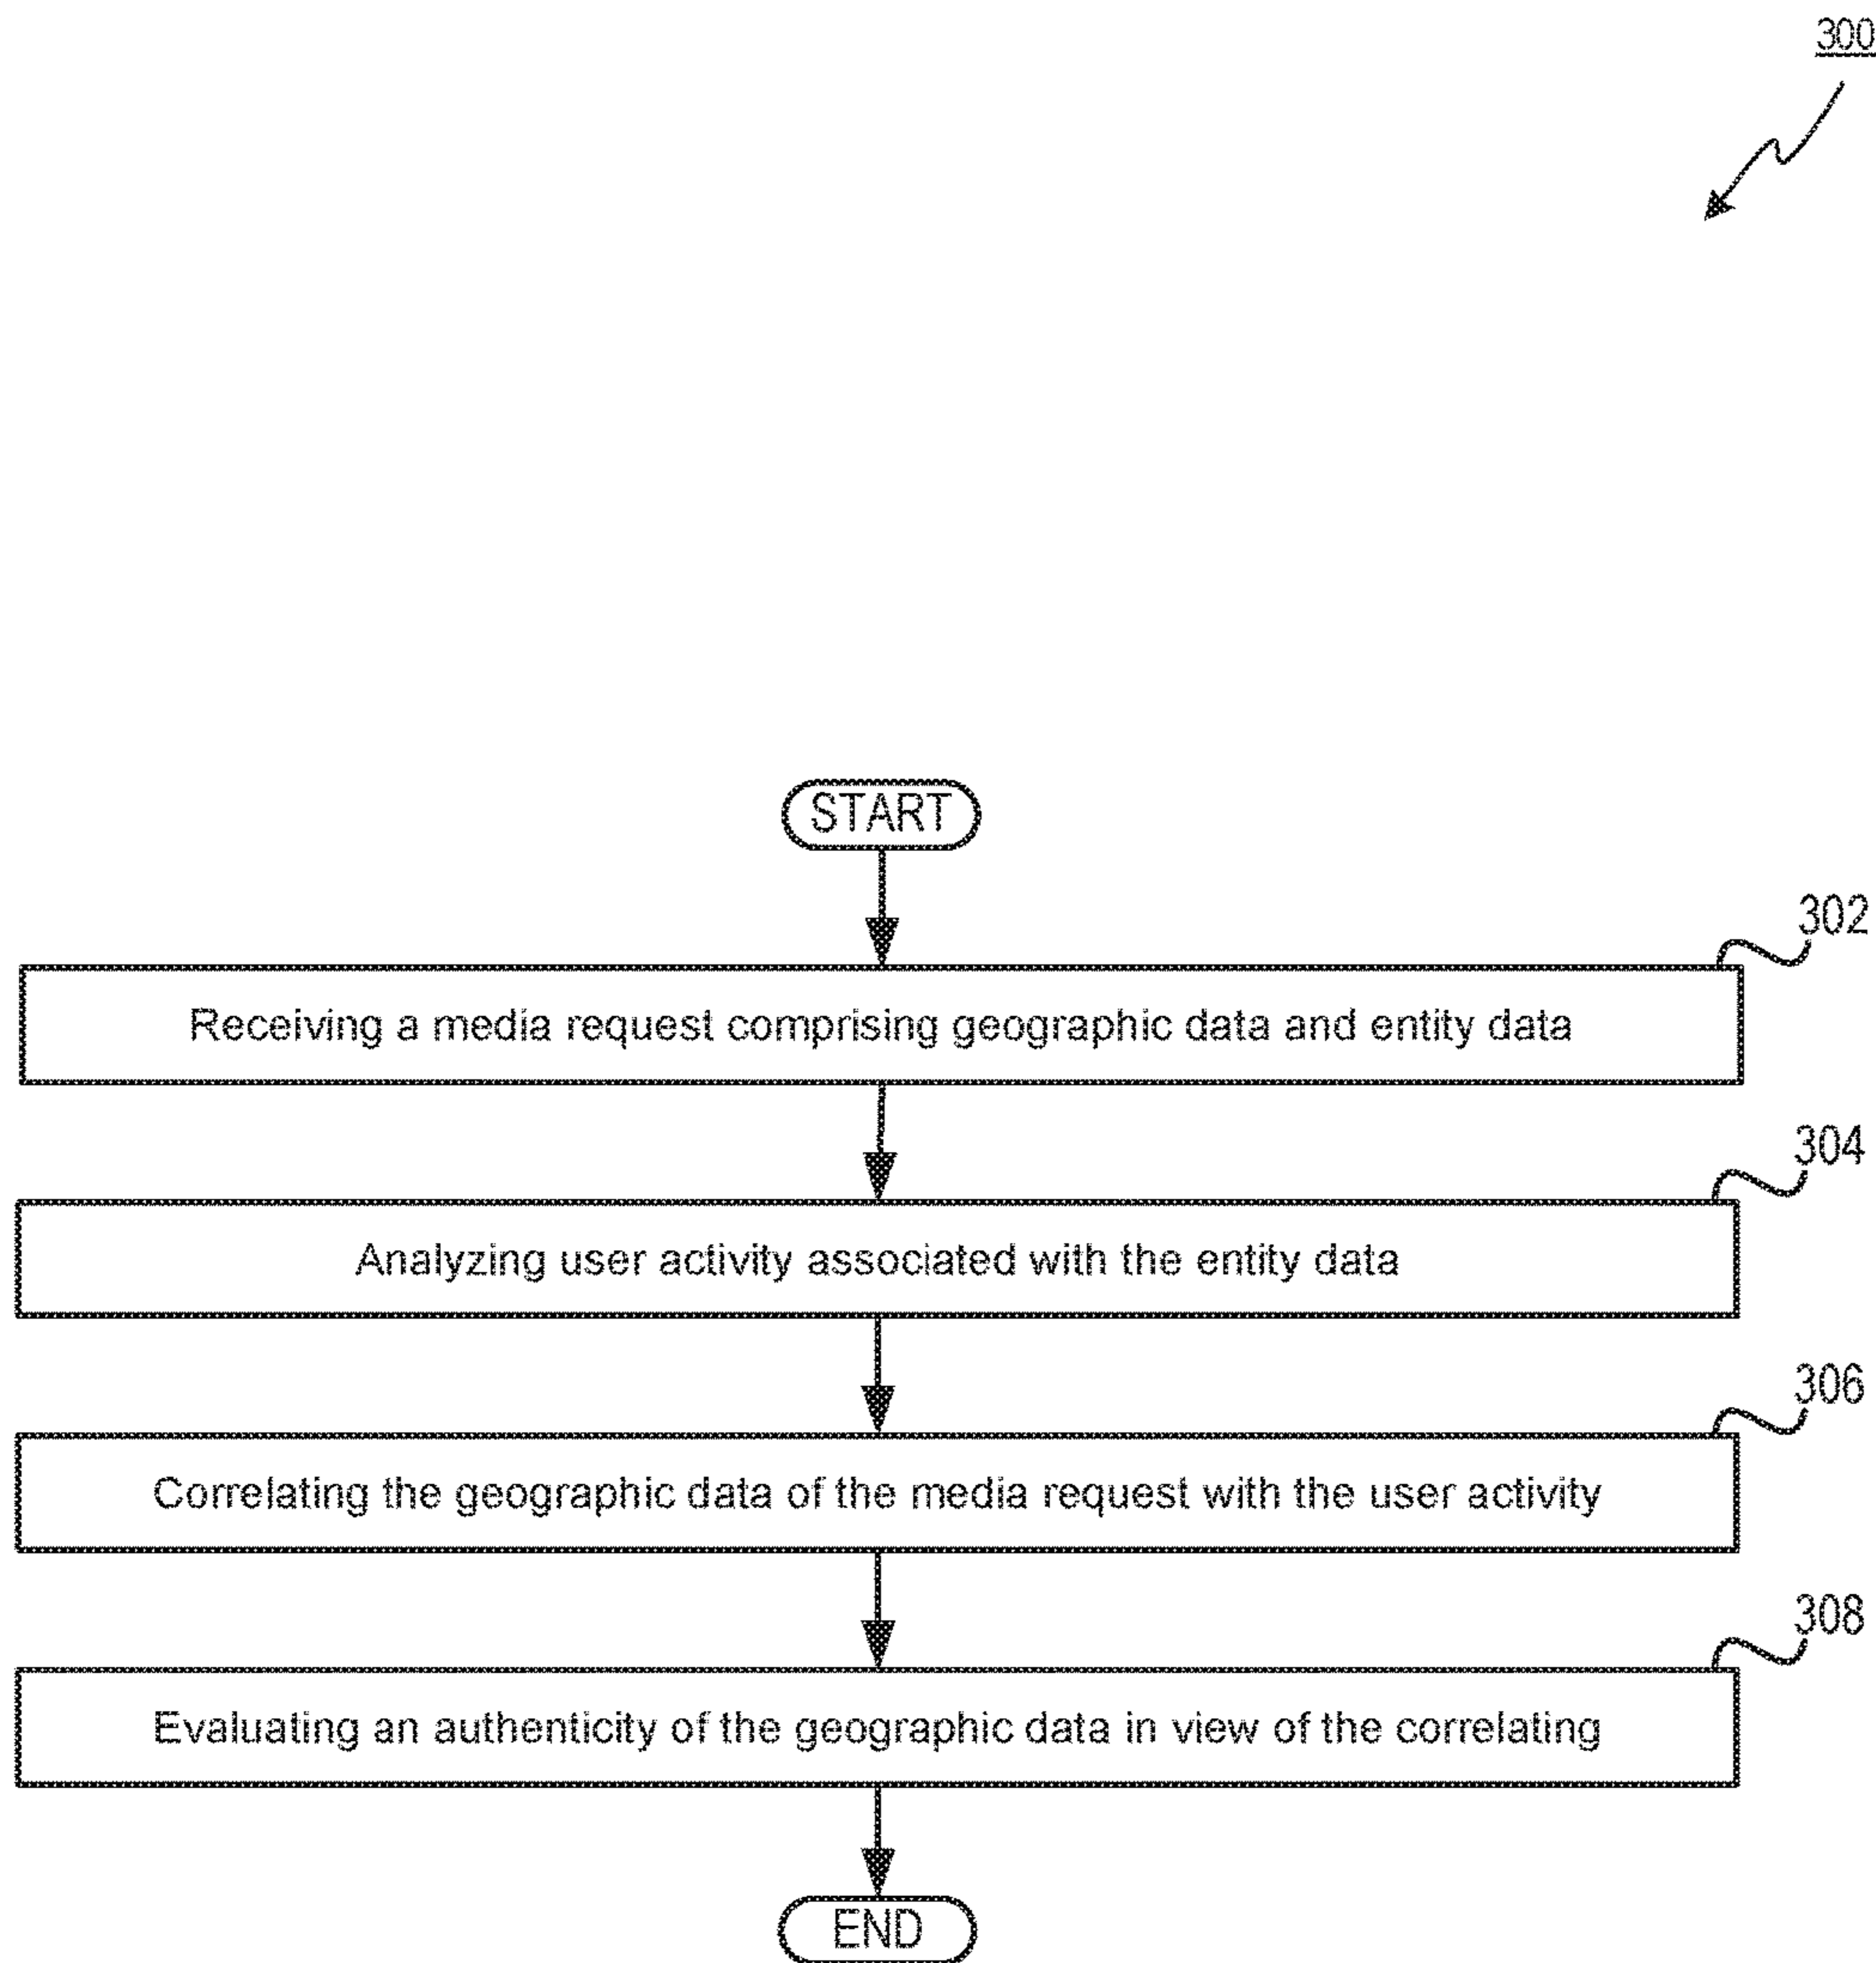 300
START
302
Receiving a media request comprising geographic data and entity data
304
Analyzing user activity associated with the entity data
306
Correlating the geographic data of the media request with the user activity
308
Evaluating an authenticity of the geographic data in view of the correlating
END